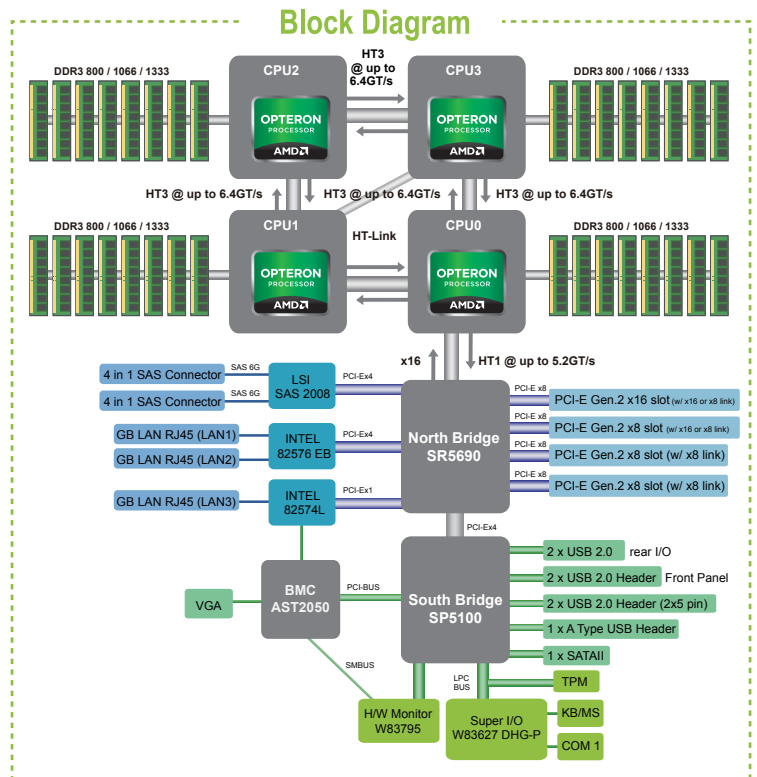 Block Diagram
HT3
@ up to
6.4GT/s
DDR3 800 / 1066 / 1333
CPU2
OPTERON
PROCESSOR
AMD
CPU3
OPTERON
PROCESSOR
AMD
DDR3 800 / 1066 / 1333
HT3 @ up to 6.4GT/s
HT3 @ up to 6.4GT/s
HT3 @ up to 6.4GT/s
DDR3 800 / 1066 / 1333
CPU1
OPTERON
PROCESSOR
AMD
HT-Link
CPU0
OPTERON
PROCESSOR
AMD
DDR3 800 / 1066 / 1333
x16
HT1 @ up to 5.2GT/s
4 in 1 SAS Connector
SAS 6G
4 in 1 SAS Connector
SAS 6G
LSI
SAS 2008
PCI-Ex4
GB LAN RJ45 (LAN1)
GB LAN RJ45 (LAN2)
INTEL
82576 EB
PCI-Ex4
GB LAN RJ45 (LAN3)
INTEL
82574L
PCI-Ex1
North Bridge
SR5690
PCI-E x8
PCI-E Gen.2 x16 slot (w/ x16 or x8 link)
PCI-E x8
PCI-E Gen.2 x8 slot (w/ x16 or x8 link)
PCI-E x8
PCI-E Gen.2 x8 slot (w/ x8 link)
PCI-E x8
PCI-E Gen.2 x8 slot (w/ x8 link)
PCI-Ex4
VGA
BMC
AST2050
PCI-BUS
South Bridge
SP5100
2 x USB 2.0 rear I/O
2 x USB 2.0 Header Front Panel
2 x USB 2.0 Header (2x5 pin)
1 x A Type USB Header
1 x SATAII
SMBUS
LPC
BUS
TPM
H/W Monitor
W83795
Super I/O
W83627 DHG-P
KB/MS
COM 1